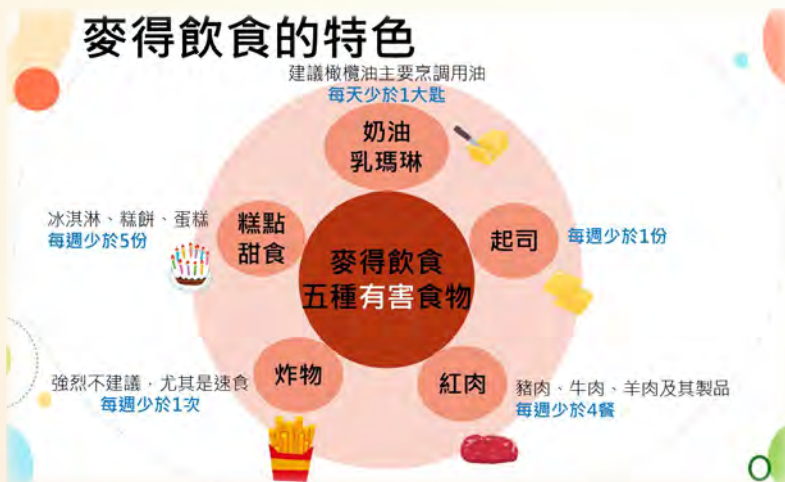 麥得飲食的特色
建議橄欖油主要烹調用油
每天少於1大匙
奶油
乳瑪琳
冰淇淋、糕餅、蛋糕
每週少於5份
糕點
甜食
起司
每週少於1份
麥得飲食
五種有害食物
強烈不建議，尤其是速食
每週少於1次
炸物
紅肉
豬肉、牛肉、羊肉及其製品
每週少於4餐